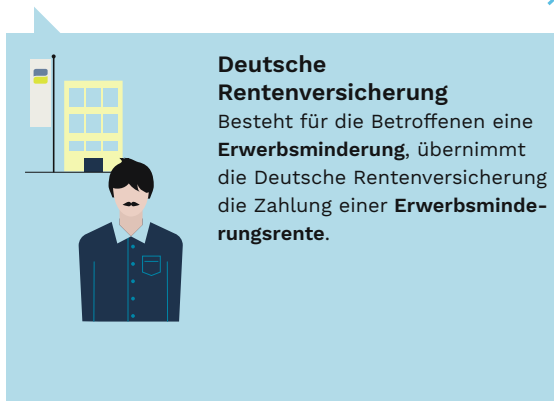 Deutsche
Rentenversicherung
Besteht für die Betroffenen eine
Erwerbsminderung, übernimmt
die Deutsche Rentenversicherung
die Zahlung einer Erwerbsminde-
rungsrente.